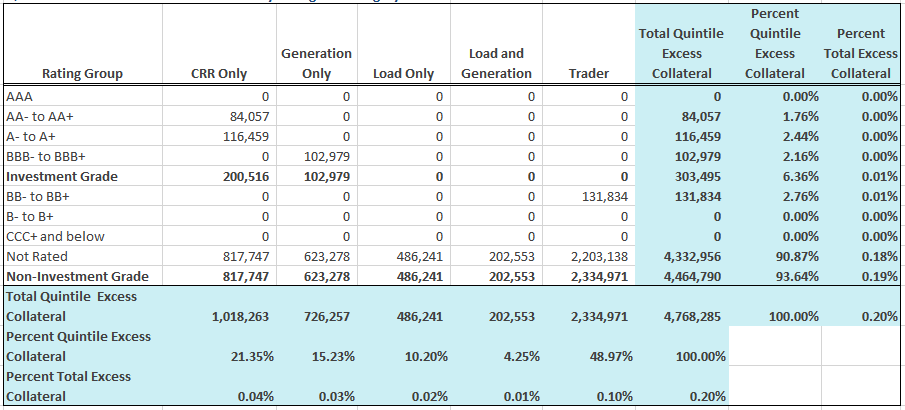 Percent
Total Quintile Quintile Percent
Generation Load and Excess Excess Total Excess
Rating Group CRR Only Only Load Only Generation Trader Collateral Collateral Collateral
AAA 0 0 0 0 0 0 0.00% 0.00%
AA- to AA+ 84,057 0 0 0 0 84,057 1.76% 0.00%
A- to A+ 116,459 0 0 0 0 116,459 2.44% 0.00%
BBB- to BBB+ 0 102,979 0 0 0 102,979 2.16% 0.00%
Investment Grade 200,516 102,979 0 0 0 303,495 6.36% 0.01%
BB- to BB+ 0 0 0 0 131,834 131,834 2.76% 0.01%
B- to B+ 0 0 0 0 0 0 0.00% 0.00%
CCC+ and below 0 0 0 0 0 0 0.00% 0.00%
Not Rated 817,747 623,278 486,241 202,553 2,203,138 4,332,956 90.87% 0.18%
Non-Investment Grade 817,747 623,278 486,241 202,553 2,334,971 4,464,790 93.64% 0.19%
Total Quintile Excess
Collateral 1,018,263 726,257 486,241 202,553 2,334,971 4,768,285 100.00% 0.20%
Percent Quintile Excess
Collateral 21.35% 15.23% 10.20% 4.25% 48.97% 100.00%
Percent Total Excess
Collateral 0.04% 0.03% 0.02% 0.01% 0.10% 0.20%